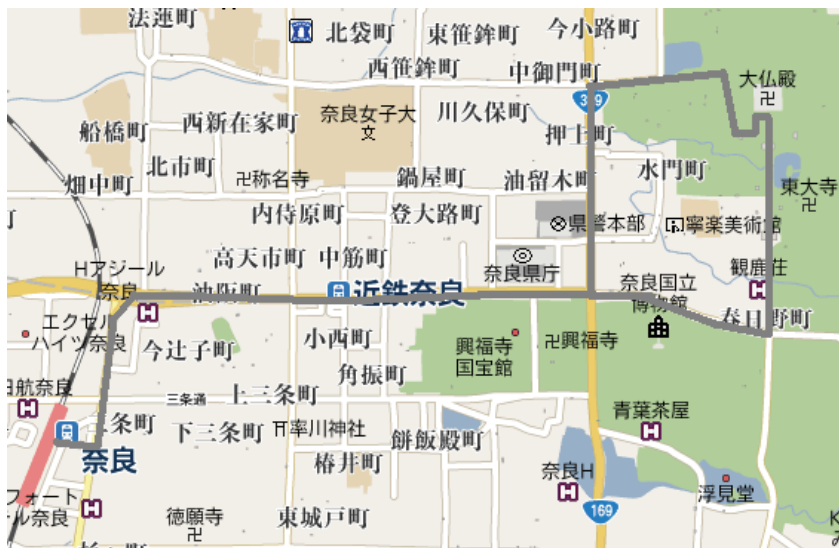 法蓮町
北袋町
東笹鉾町
今小路町
西笹鉾町
中御門町
大仏殿
卍
船橋町
西新在家町
奈良女子大
文
川久保町
押上町
北市町
水門町
畑中町
卍称名寺
鍋屋町
油留木町
東大寺
卍
町
内侍原町
登大路町
県警本部
寧楽美術館
高天市町
中筋町
奈良県庁
Hアジール
奈良
油阪町
近鉄奈良
奈良国立
博物館
観鹿荘
H
春日野町
H
エクセル
ハイツ奈良
今辻子町
小西町
興福寺
国宝館
卍興福寺
角振町
日航奈良
H
三条通
上三条町
青葉茶屋
H
三条町
下三条町
率川神社
餅飯殿町
奈良
椿井町
奈良H
H
浮見堂
フォート
ル奈良
H
徳願寺
卍
東城戸町
169